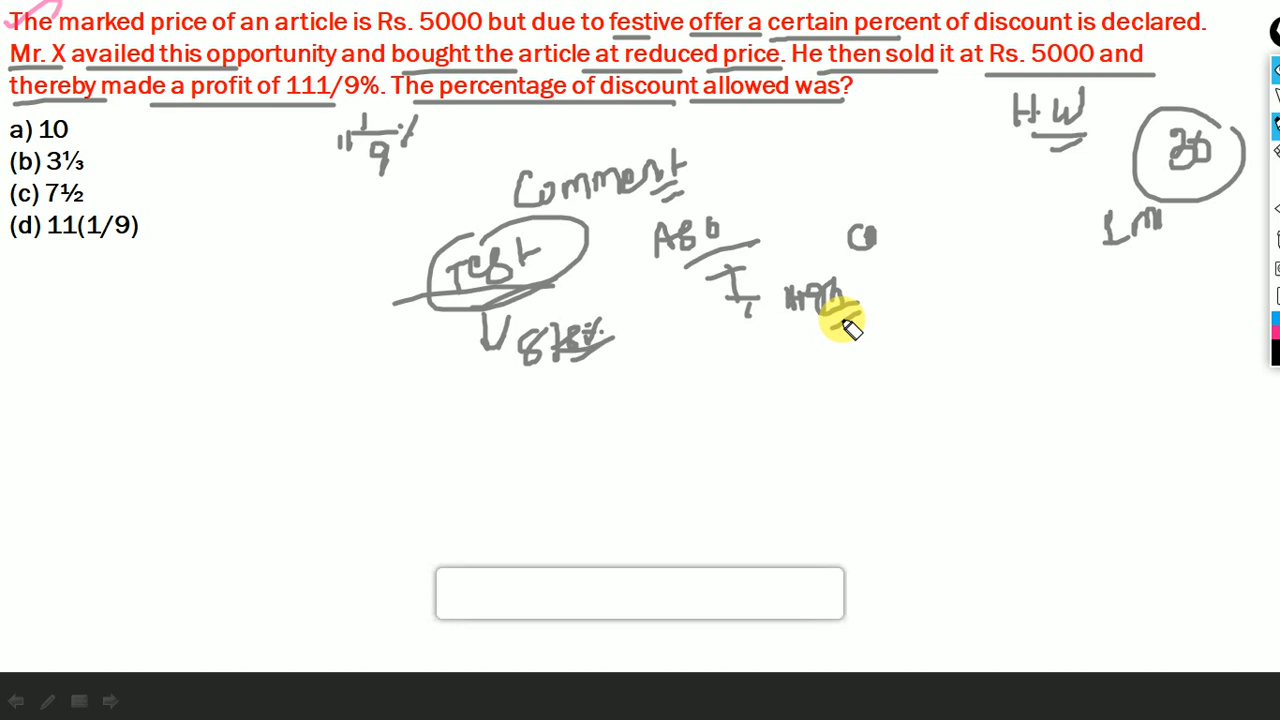 The marked price of an article is Rs. 5000 but due to festive offer a certain percent of discount is declared.
Mr. X availed this opportunity and bought the article at reduced price. He then sold it at Rs. 5000 and
thereby made a profit of 111/9%. The percentage of discount allowed was?
a) 10
(b) 3⅓
(c) 7½
(d) 11(1/9)
H W
11 1/9 %
Comment
Test